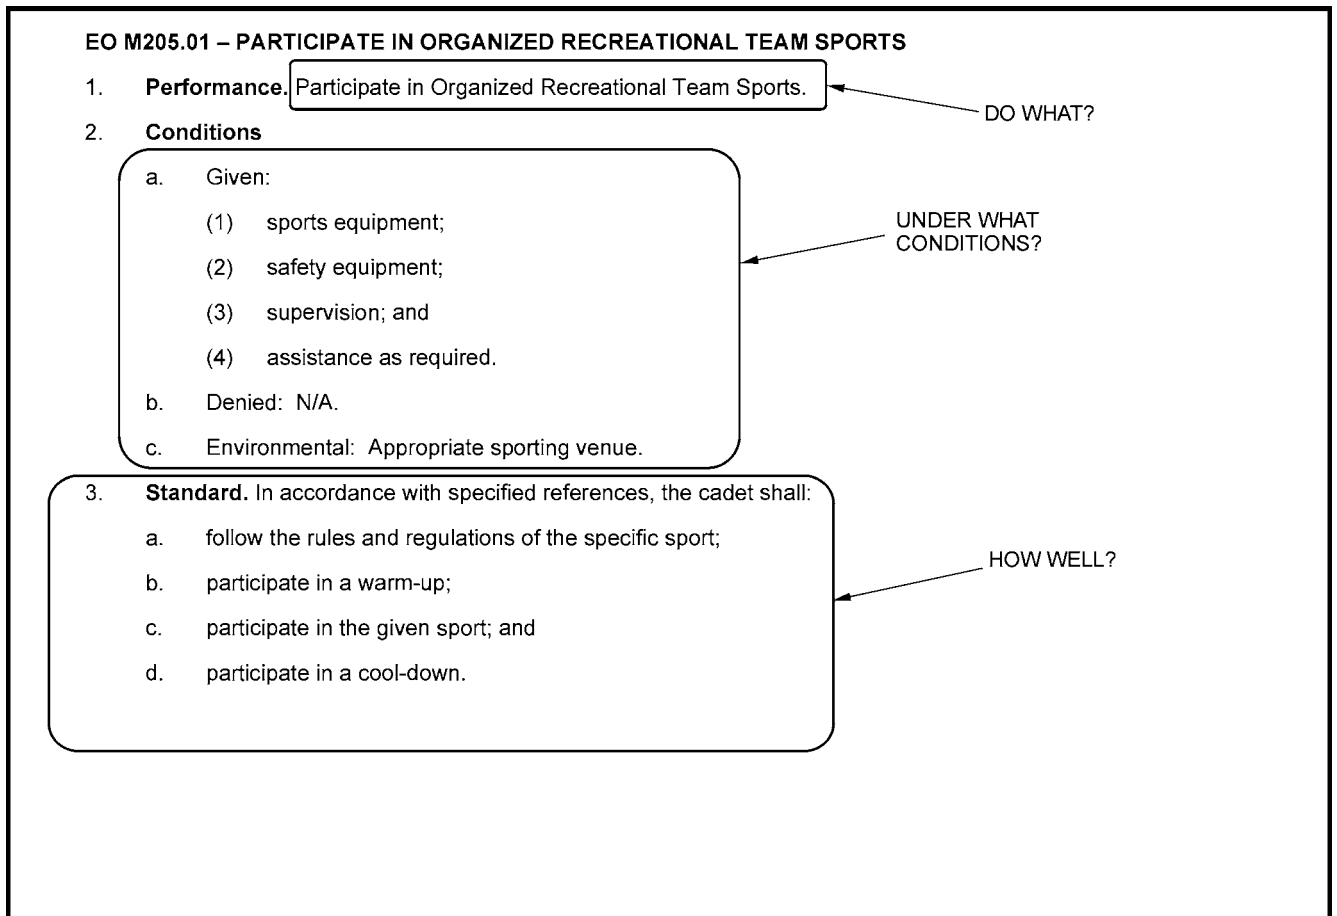 EO M205.01 – PARTICIPATE IN ORGANIZED RECREATIONAL TEAM SPORTS
1. Performance. Participate in Organized Recreational Team Sports.
DO WHAT?
2. Conditions
a. Given:
(1) sports equipment;
(2) safety equipment;
(3) supervision; and
(4) assistance as required.
b. Denied: N/A.
c. Environmental: Appropriate sporting venue.
UNDER WHAT
CONDITIONS?
3. Standard. In accordance with specified references, the cadet shall:
a. follow the rules and regulations of the specific sport;
b. participate in a warm-up;
c. participate in the given sport; and
d. participate in a cool-down.
HOW WELL?